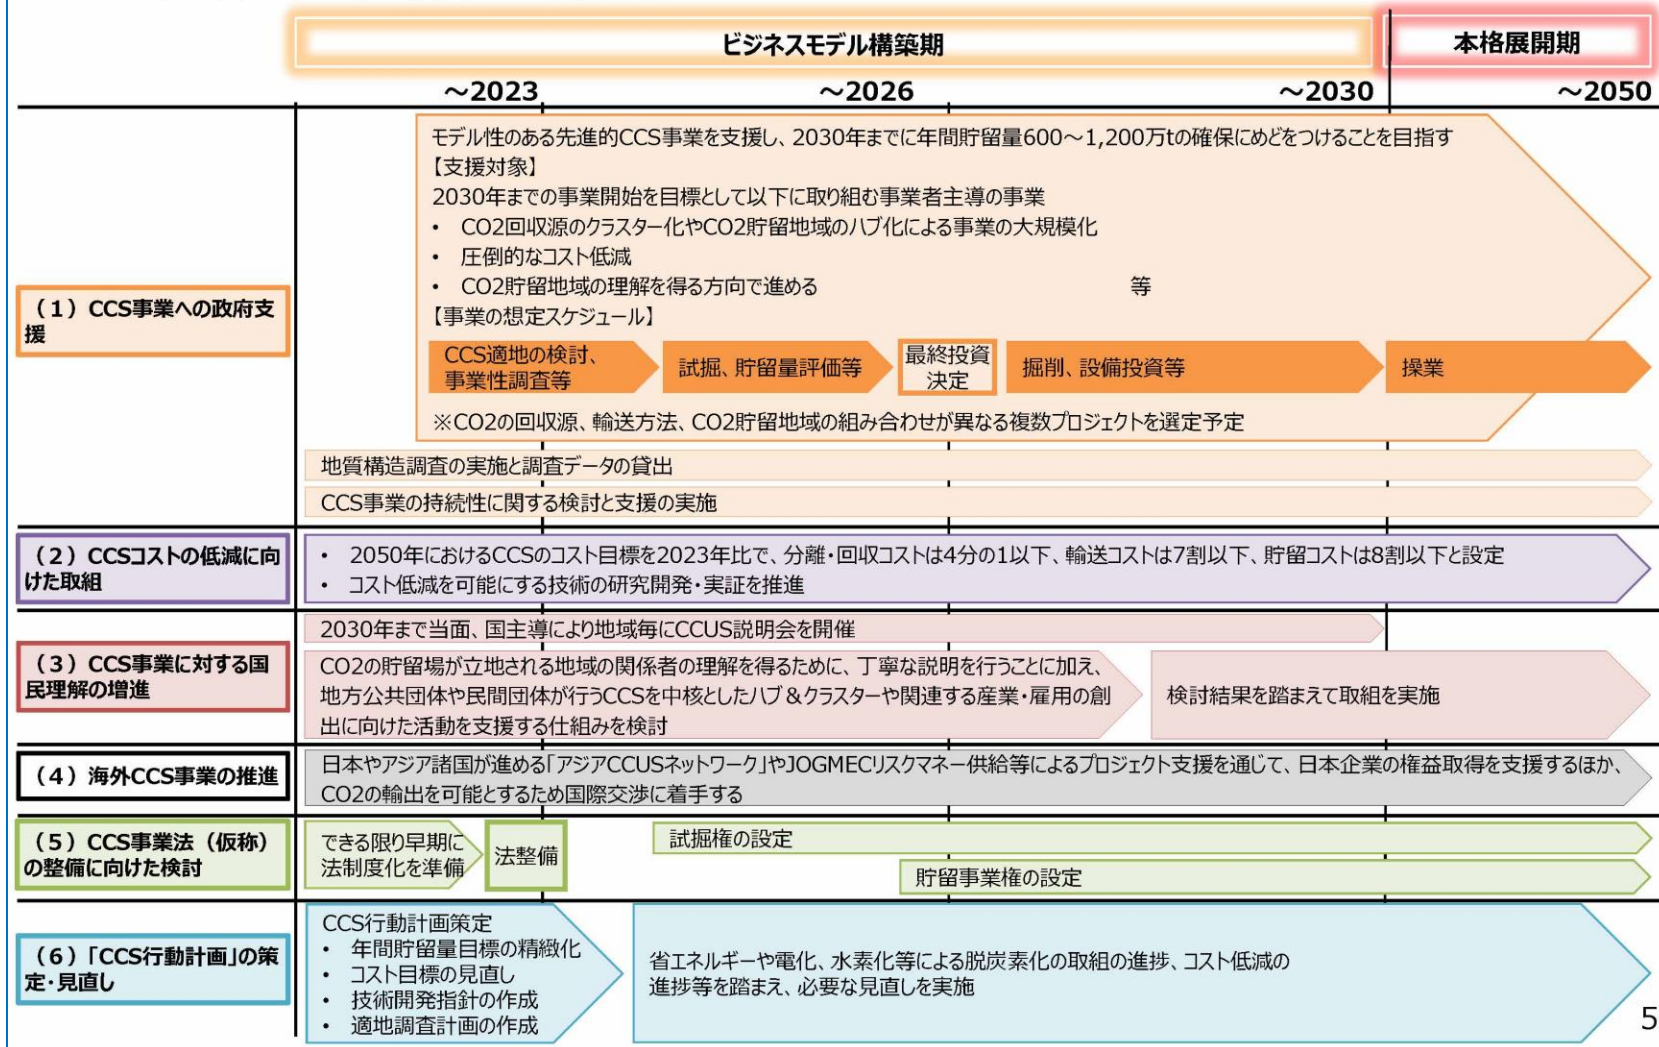 ビジネスモデル構築期
本格展開期
～2023
～2026
～2030
～2050
（１）CCS事業への政府支
援
モデル性のある先進的CCS事業を支援し、2030年までに年間貯留量600～1,200万tの確保にめどをつけることを目指す
【支援対象】
2030年までの事業開始を目標として以下に取り組む事業者主導の事業
• CO2回収源のクラスター化やCO2貯留地域のハブ化による事業の大規模化
• 圧倒的なコスト低減
• CO2貯留地域の理解を得る方向で進める 等
【事業の想定スケジュール】
CCS適地の検討、
事業性調査等
試掘、貯留量評価等
最終投資
決定
掘削、設備投資等
操業
※CO2の回収源、輸送方法、CO2貯留地域の組み合わせが異なる複数プロジェクトを選定予定
地質構造調査の実施と調査データの貸出
CCS事業の持続性に関する検討と支援の実施
（２）CCSコストの低減に向
けた取組
• 2050年におけるCCSのコスト目標を2023年比で、分離・回収コストは4分の1以下、輸送コストは7割以下、貯留コストは8割以下と設定
• コスト低減を可能にする技術の研究開発・実証を推進
（３）CCS事業に対する国
民理解の増進
2030年まで当面、国主導により地域毎にCCUS説明会を開催
CO2の貯留場が立地される地域の関係者の理解を得るために、丁寧な説明を行うことに加え、
地方公共団体や民間団体が行うCCSを中核としたハブ＆クラスターや関連する産業・雇用の創
出に向けた活動を支援する仕組みを検討
検討結果を踏まえて取組を実施
（４）海外CCS事業の推進
日本やアジア諸国が進める「アジアCCUSネットワーク」やJOGMECリスクマネー供給等によるプロジェクト支援を通じて、日本企業の権益取得を支援するほか、
CO2の輸出を可能とするため国際交渉に着手する
（５）CCS事業法（仮称）
の整備に向けた検討
できる限り早期に
法制度化を準備
法整備
試掘権の設定
貯留事業権の設定
（６）「CCS行動計画」の策
定・見直し
CCS行動計画策定
• 年間貯留量目標の精緻化
• コスト目標の見直し
• 技術開発指針の作成
• 適地調査計画の作成
省エネルギーや電化、水素化等による脱炭素化の取組の進捗、コスト低減の
進捗等を踏まえ、必要な見直しを実施
5